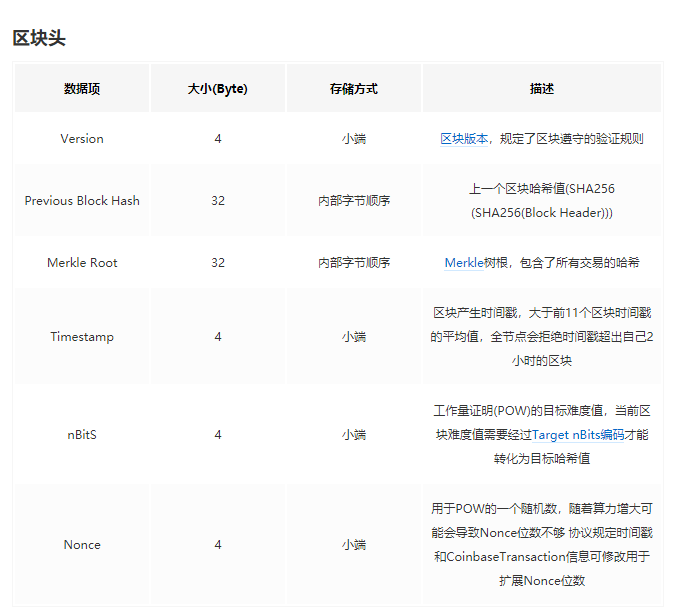 区块头
数据项 大小(Byte) 存储方式 描述
Version 4 小端 区块版本，规定了区块遵守的验证规则
Previous Block Hash 32 内部字节顺序 上一个区块哈希值(SHA256
(SHA256(Block Header)))
Merkle Root 32 内部字节顺序 Merkle树根，包含了所有交易的哈希
区块产生时间戳，大于前11个区块时间戳
Timestamp 4 小端 的平均值，全节点会拒绝时间戳超出自己2
小时的区块
工作量证明(POW)的目标难度值，当前区
nBitS 4 小端 块难度值需要经过Target nBits编码才能
转化为目标哈希值
用于POW的一个随机数，随着算力增大可
能会导致Nonce位数不够 协议规定时间戳
Nonce 4 小端 和CoinbaseTransaction信息可修改用于
扩展Nonce位数